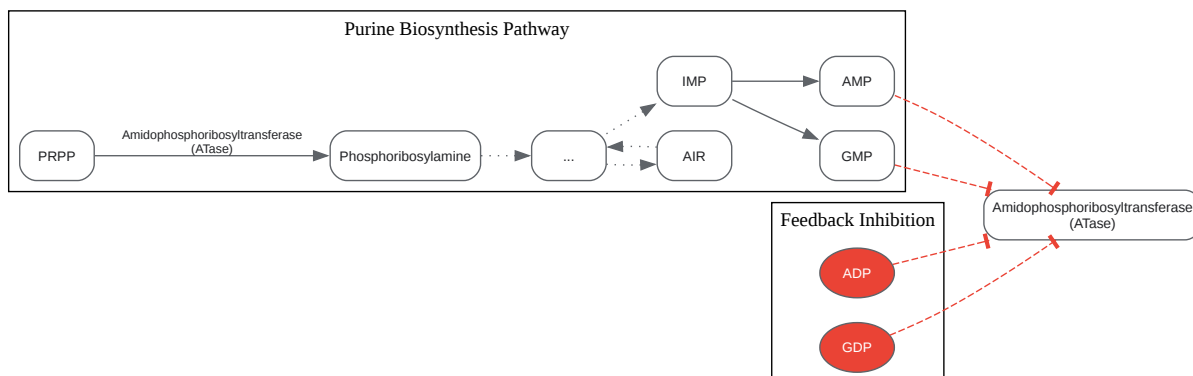 Purine Biosynthesis Pathway
IMP
AMP
Amidophosphoribosyltransferase
(ATase)
PRPP
Phosphoribosylamine
...
AIR
GMP
Amidophosphoribosyltransferase
(ATase)
Feedback Inhibition
ADP
GDP